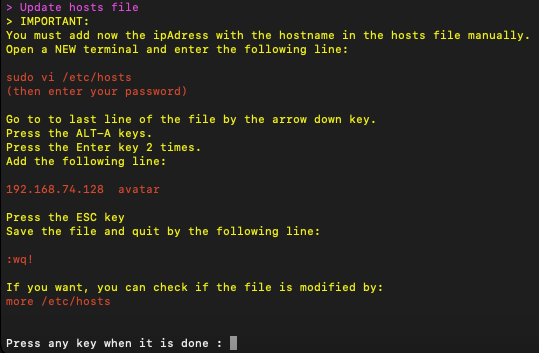 > Update hosts file
> IMPORTANT:
You must add now the ipAdress with the hostname in the hosts file manually.
Open a NEW terminal and enter the following line:
sudo vi /etc/hosts
(then enter your password)
Go to to last line of the file by the arrow down key.
Press the ALT-A keys.
Press the Enter key 2 times.
Add the following line:
192.168.74.128  avatar
Press the ESC key
Save the file and quit by the following line:
:wq!
If you want, you can check if the file is modified by:
more /etc/hosts
Press any key when it is done :